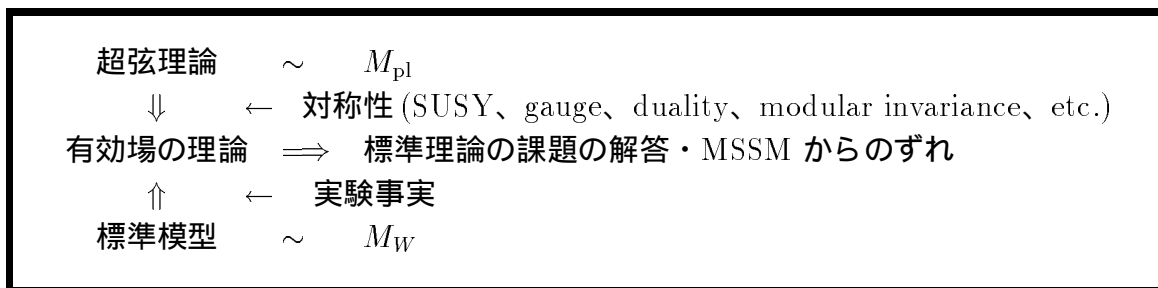 超弦理論 ∼ M_pl
⇓ ← 対称性 (SUSY、gauge、duality、modular invariance、etc.)
有効場の理論 ⟹ 標準理論の課題の解答・MSSM からのずれ
⇑ ← 実験事実
標準模型 ∼ M_W